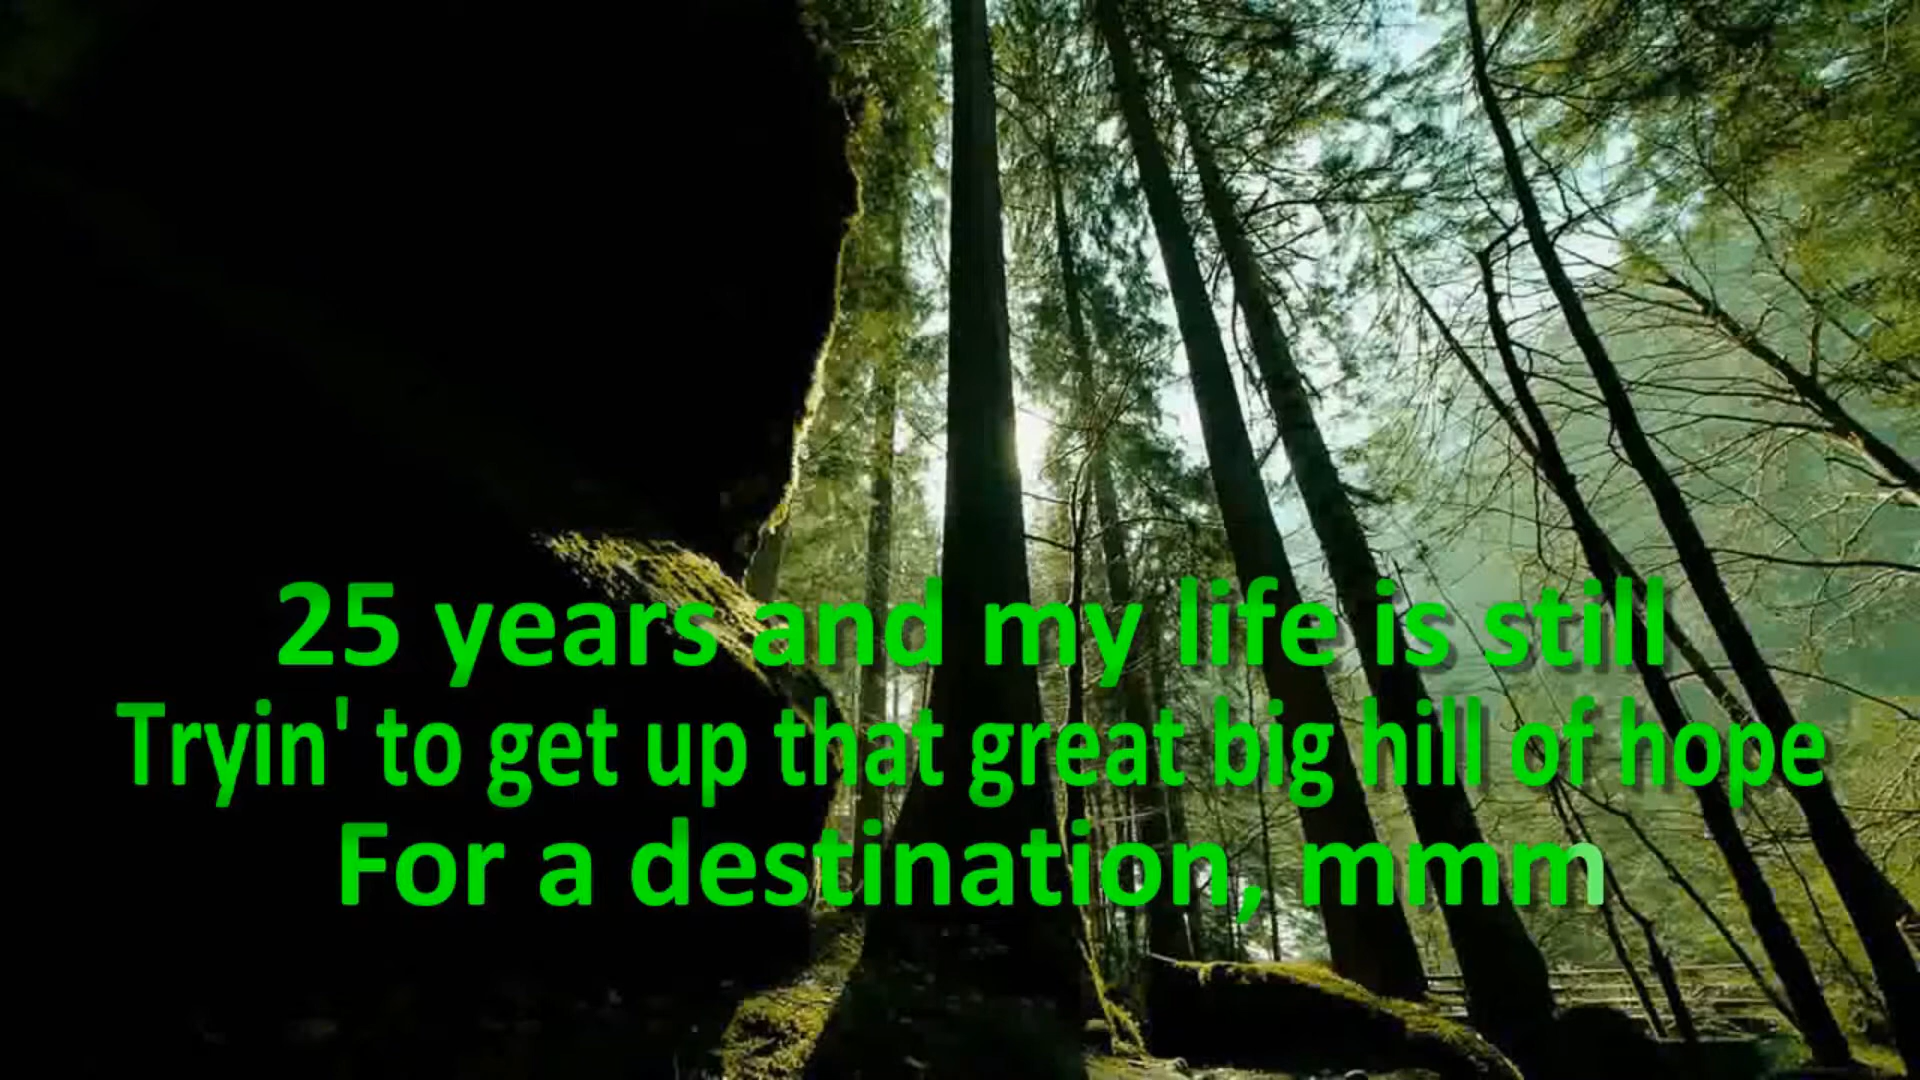 25 years and my life is still
Tryin' to get up that great big hill of hope
For a destination, mmm